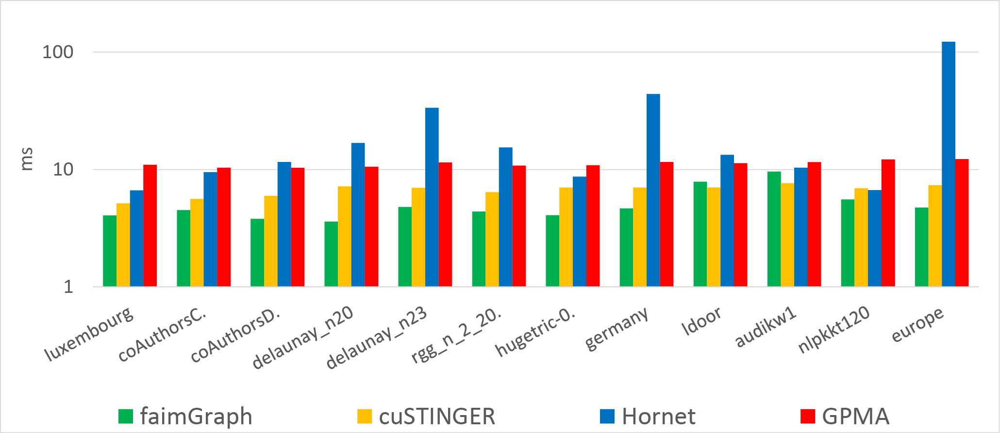 100
10
1
ms
luxembourg
coAuthorsC.
coAuthorsD.
delaunay_n20
delaunay_n23
rgg_n_2_20.
hugetric-0.
germany
ldoor
audikw1
nlpkkt120
europe
faimGraph cuSTINGER Hornet GPMA